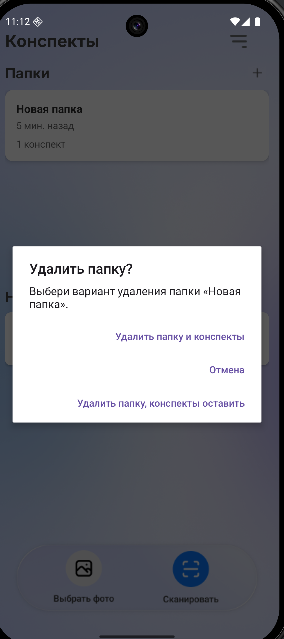 11:12
Конспекты
Папки
+
Новая папка
5 мин. назад
1 конспект
Удалить папку?
Выбери вариант удаления папки «Новая
папка».
Удалить папку и конспекты
Отмена
Удалить папку, конспекты оставить
Выбрать фото
Сканировать